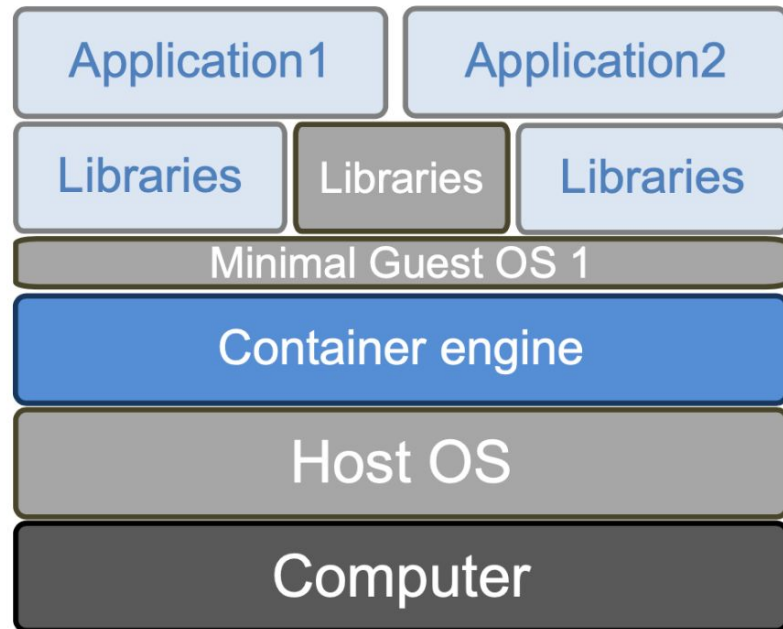 Application1 Application2
Libraries Libraries Libraries
Minimal Guest OS 1
Container engine
Host OS
Computer